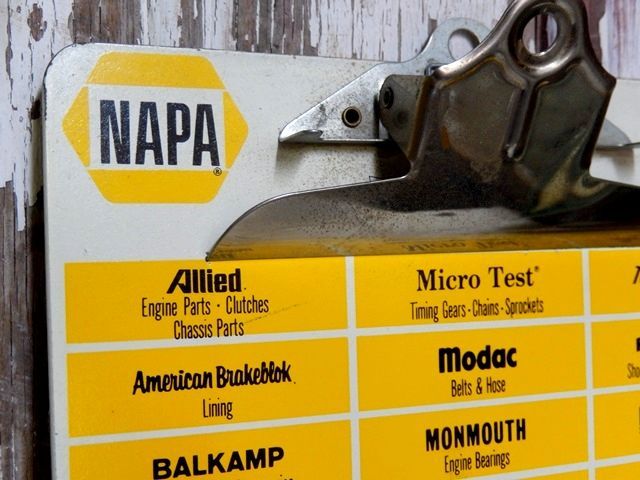 NAPA
®
Allied
Engine Parts · Clutches
Chassis Parts
Micro Test®
Timing Gears - Chains - Sprockets
American Brakeblok
Lining
Modac
Belts & Hose
BALKAMP
MONMOUTH
Engine Bearings